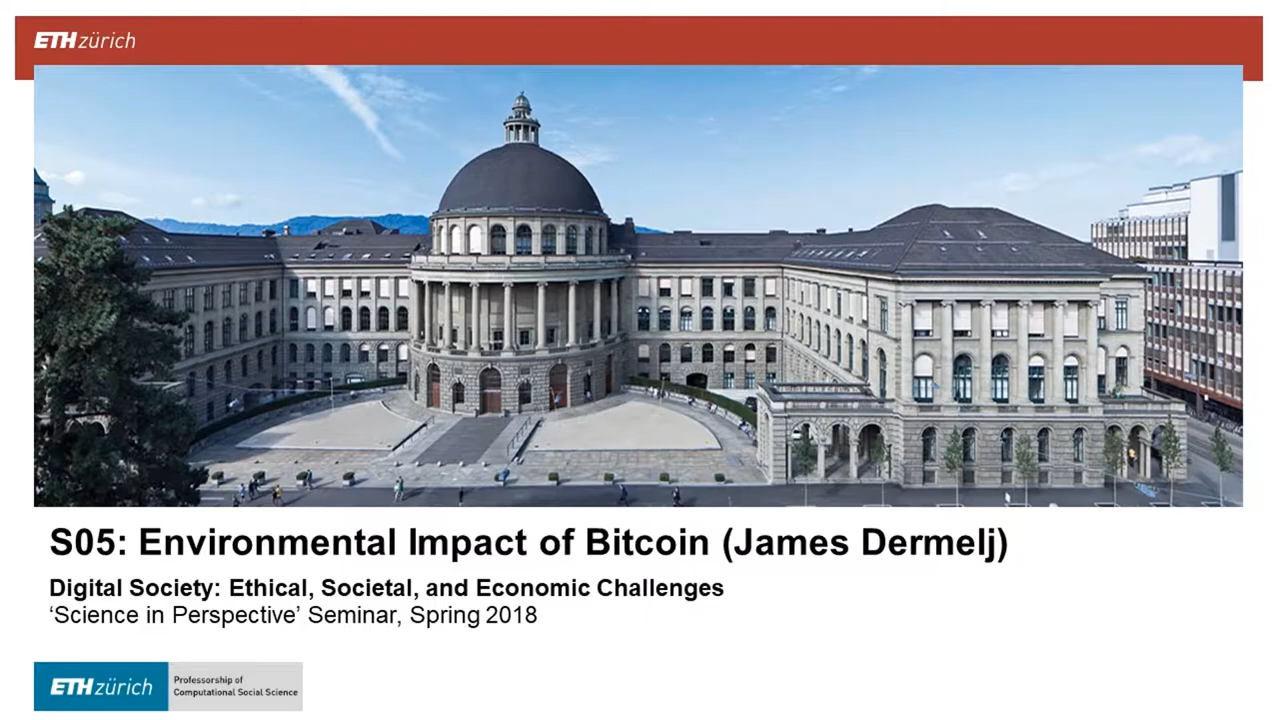 ETH zürich
S05: Environmental Impact of Bitcoin (James Dermelj)
Digital Society: Ethical, Societal, and Economic Challenges
‘Science in Perspective’ Seminar, Spring 2018
ETH zürich
Professorship of
Computational Social Science